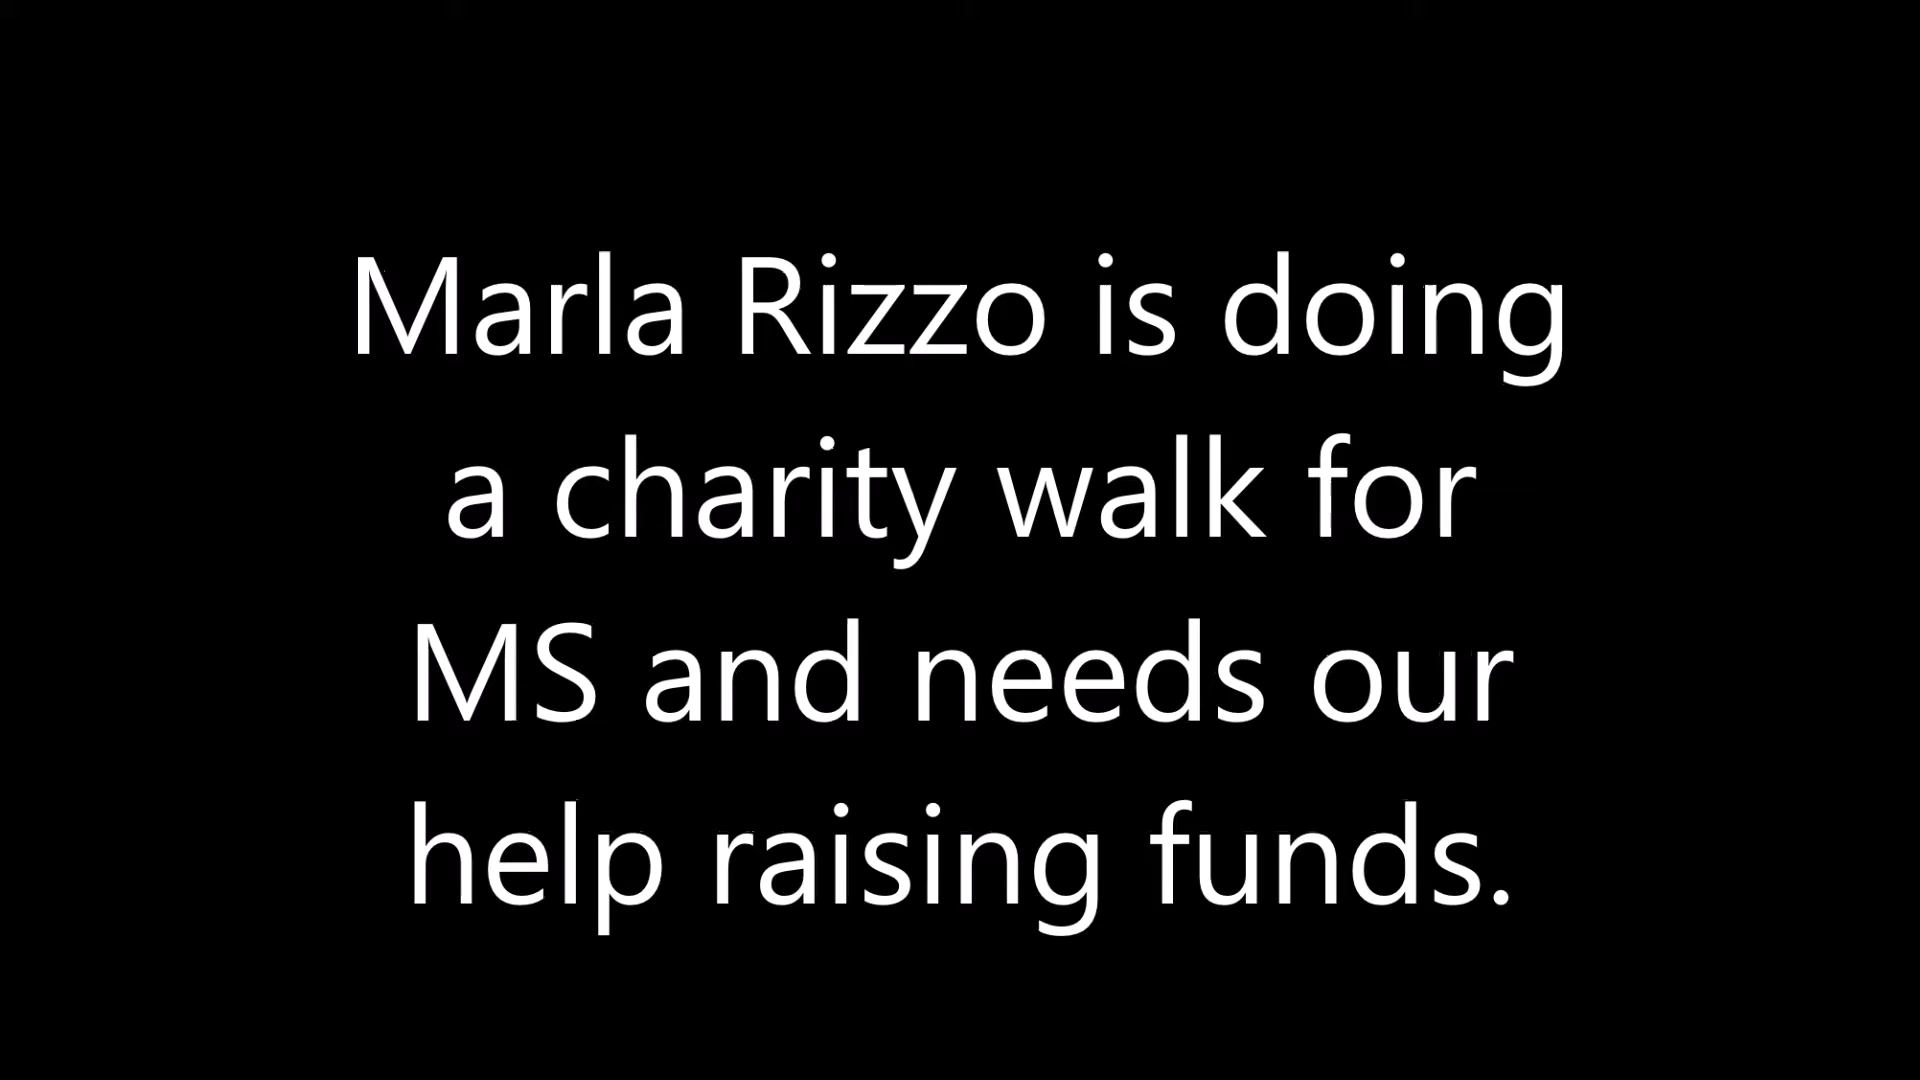 Marla Rizzo is doing
a charity walk for
MS and needs our
help raising funds.